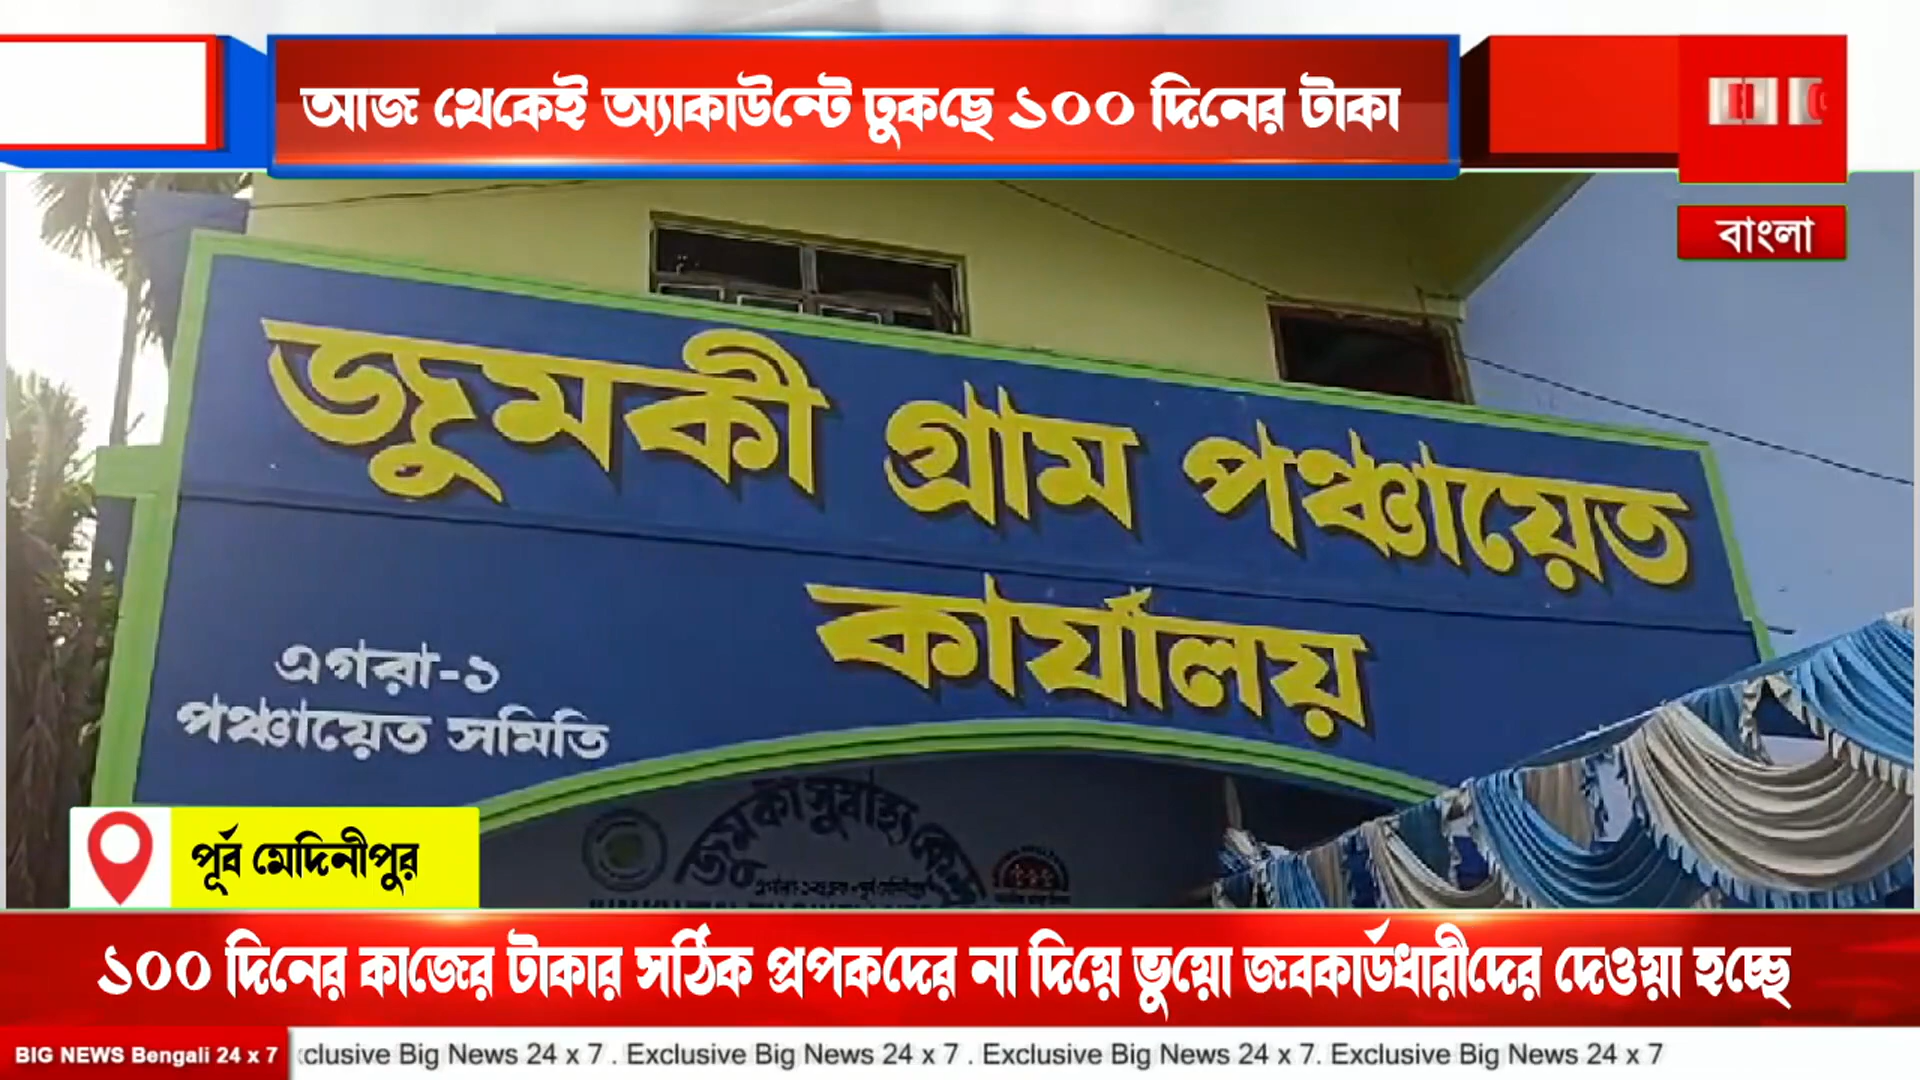 আজ থেকেই অ্যাকাউন্টে ঢুকছে ১০০ দিনের টাকা
বাংলা
জুমকী গ্রাম পঞ্চায়েত
কার্যালয়
এগরা-১
পঞ্চায়েত সমিতি
জুমকী সুস্বাস্থ্য কেন্দ্র
পূর্ব মেদিনীপুর
১০০ দিনের কাজের টাকার সঠিক প্রপকদের না দিয়ে ভুয়ো জবকার্ডধারীদের দেওয়া হচ্ছে
BIG NEWS Bengali 24 x 7 clusive Big News 24 x 7 . Exclusive Big News 24 x 7 . Exclusive Big News 24 x 7. Exclusive Big News 24 x 7